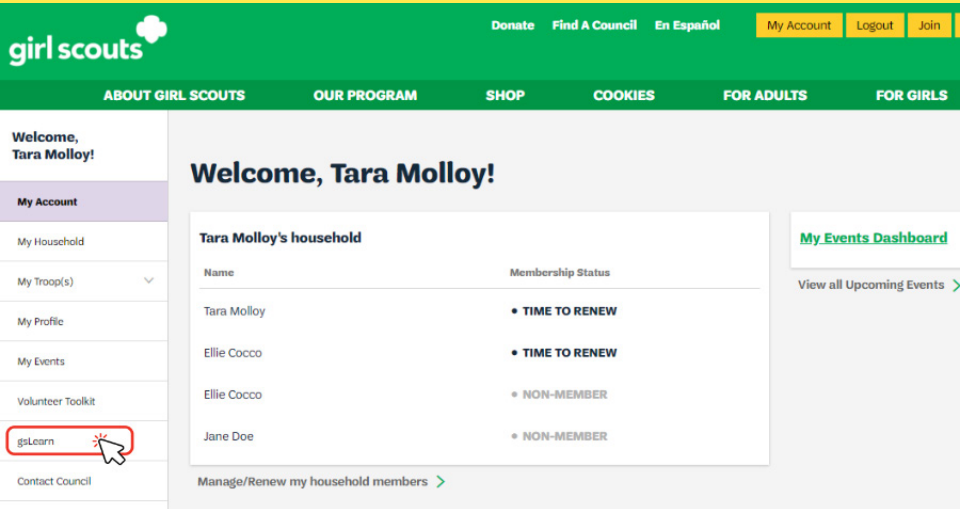 girl scouts
Donate Find A Council En Español My Account Logout Join
ABOUT GIRL SCOUTS OUR PROGRAM SHOP COOKIES FOR ADULTS FOR GIRLS
Welcome,
Tara Molloy!
My Account
My Household
My Troop(s)
My Profile
My Events
Volunteer Toolkit
gsLearn
Contact Council
Welcome, Tara Molloy!
Tara Molloy's household
Name Membership Status
Tara Molloy • TIME TO RENEW
Ellie Cocco • TIME TO RENEW
Ellie Cocco • NON-MEMBER
Jane Doe • NON-MEMBER
Manage/Renew my household members
My Events Dashboard
View all Upcoming Events